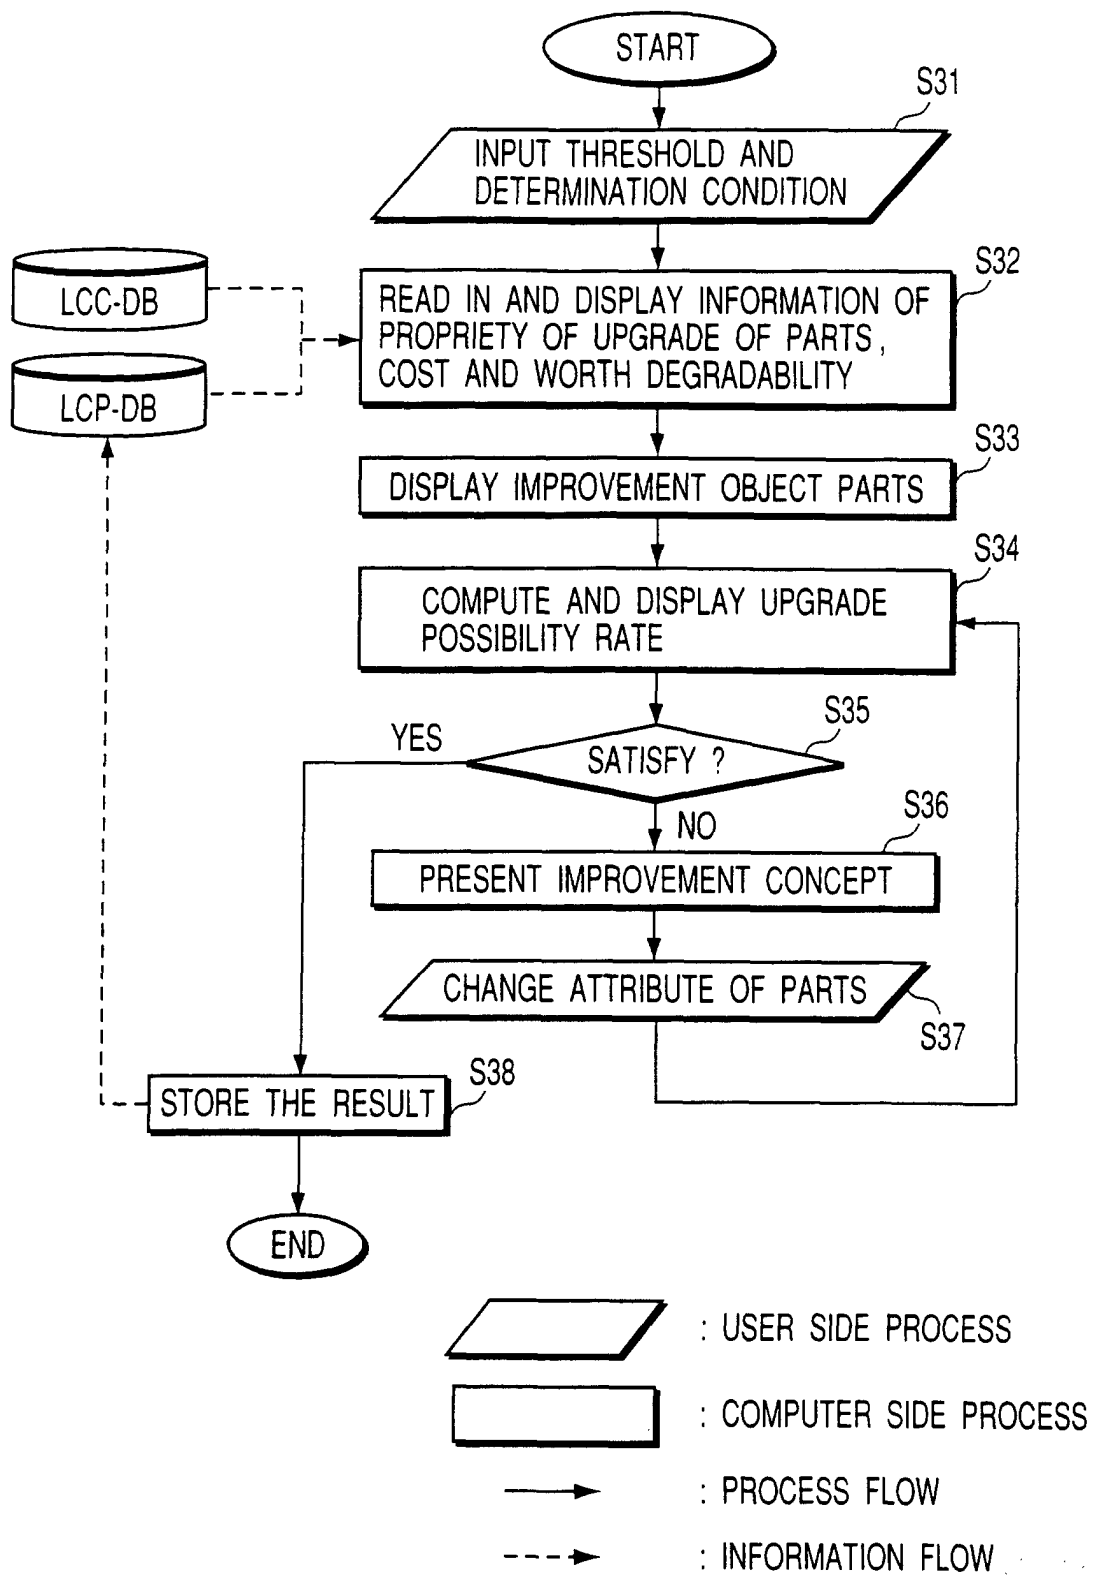 START
S31
INPUT THRESHOLD AND
DETERMINATION CONDITION
S32
LCC-DB
READ IN AND DISPLAY INFORMATION OF
PROPRIETY OF UPGRADE OF PARTS,
COST AND WORTH DEGRADABILITY
LCP-DB
S33
DISPLAY IMPROVEMENT OBJECT PARTS
S34
COMPUTE AND DISPLAY UPGRADE
POSSIBILITY RATE
S35
YES
SATISFY ?
NO
S36
PRESENT IMPROVEMENT CONCEPT
CHANGE ATTRIBUTE OF PARTS
S37
S38
STORE THE RESULT
END
: USER SIDE PROCESS
: COMPUTER SIDE PROCESS
: PROCESS FLOW
: INFORMATION FLOW